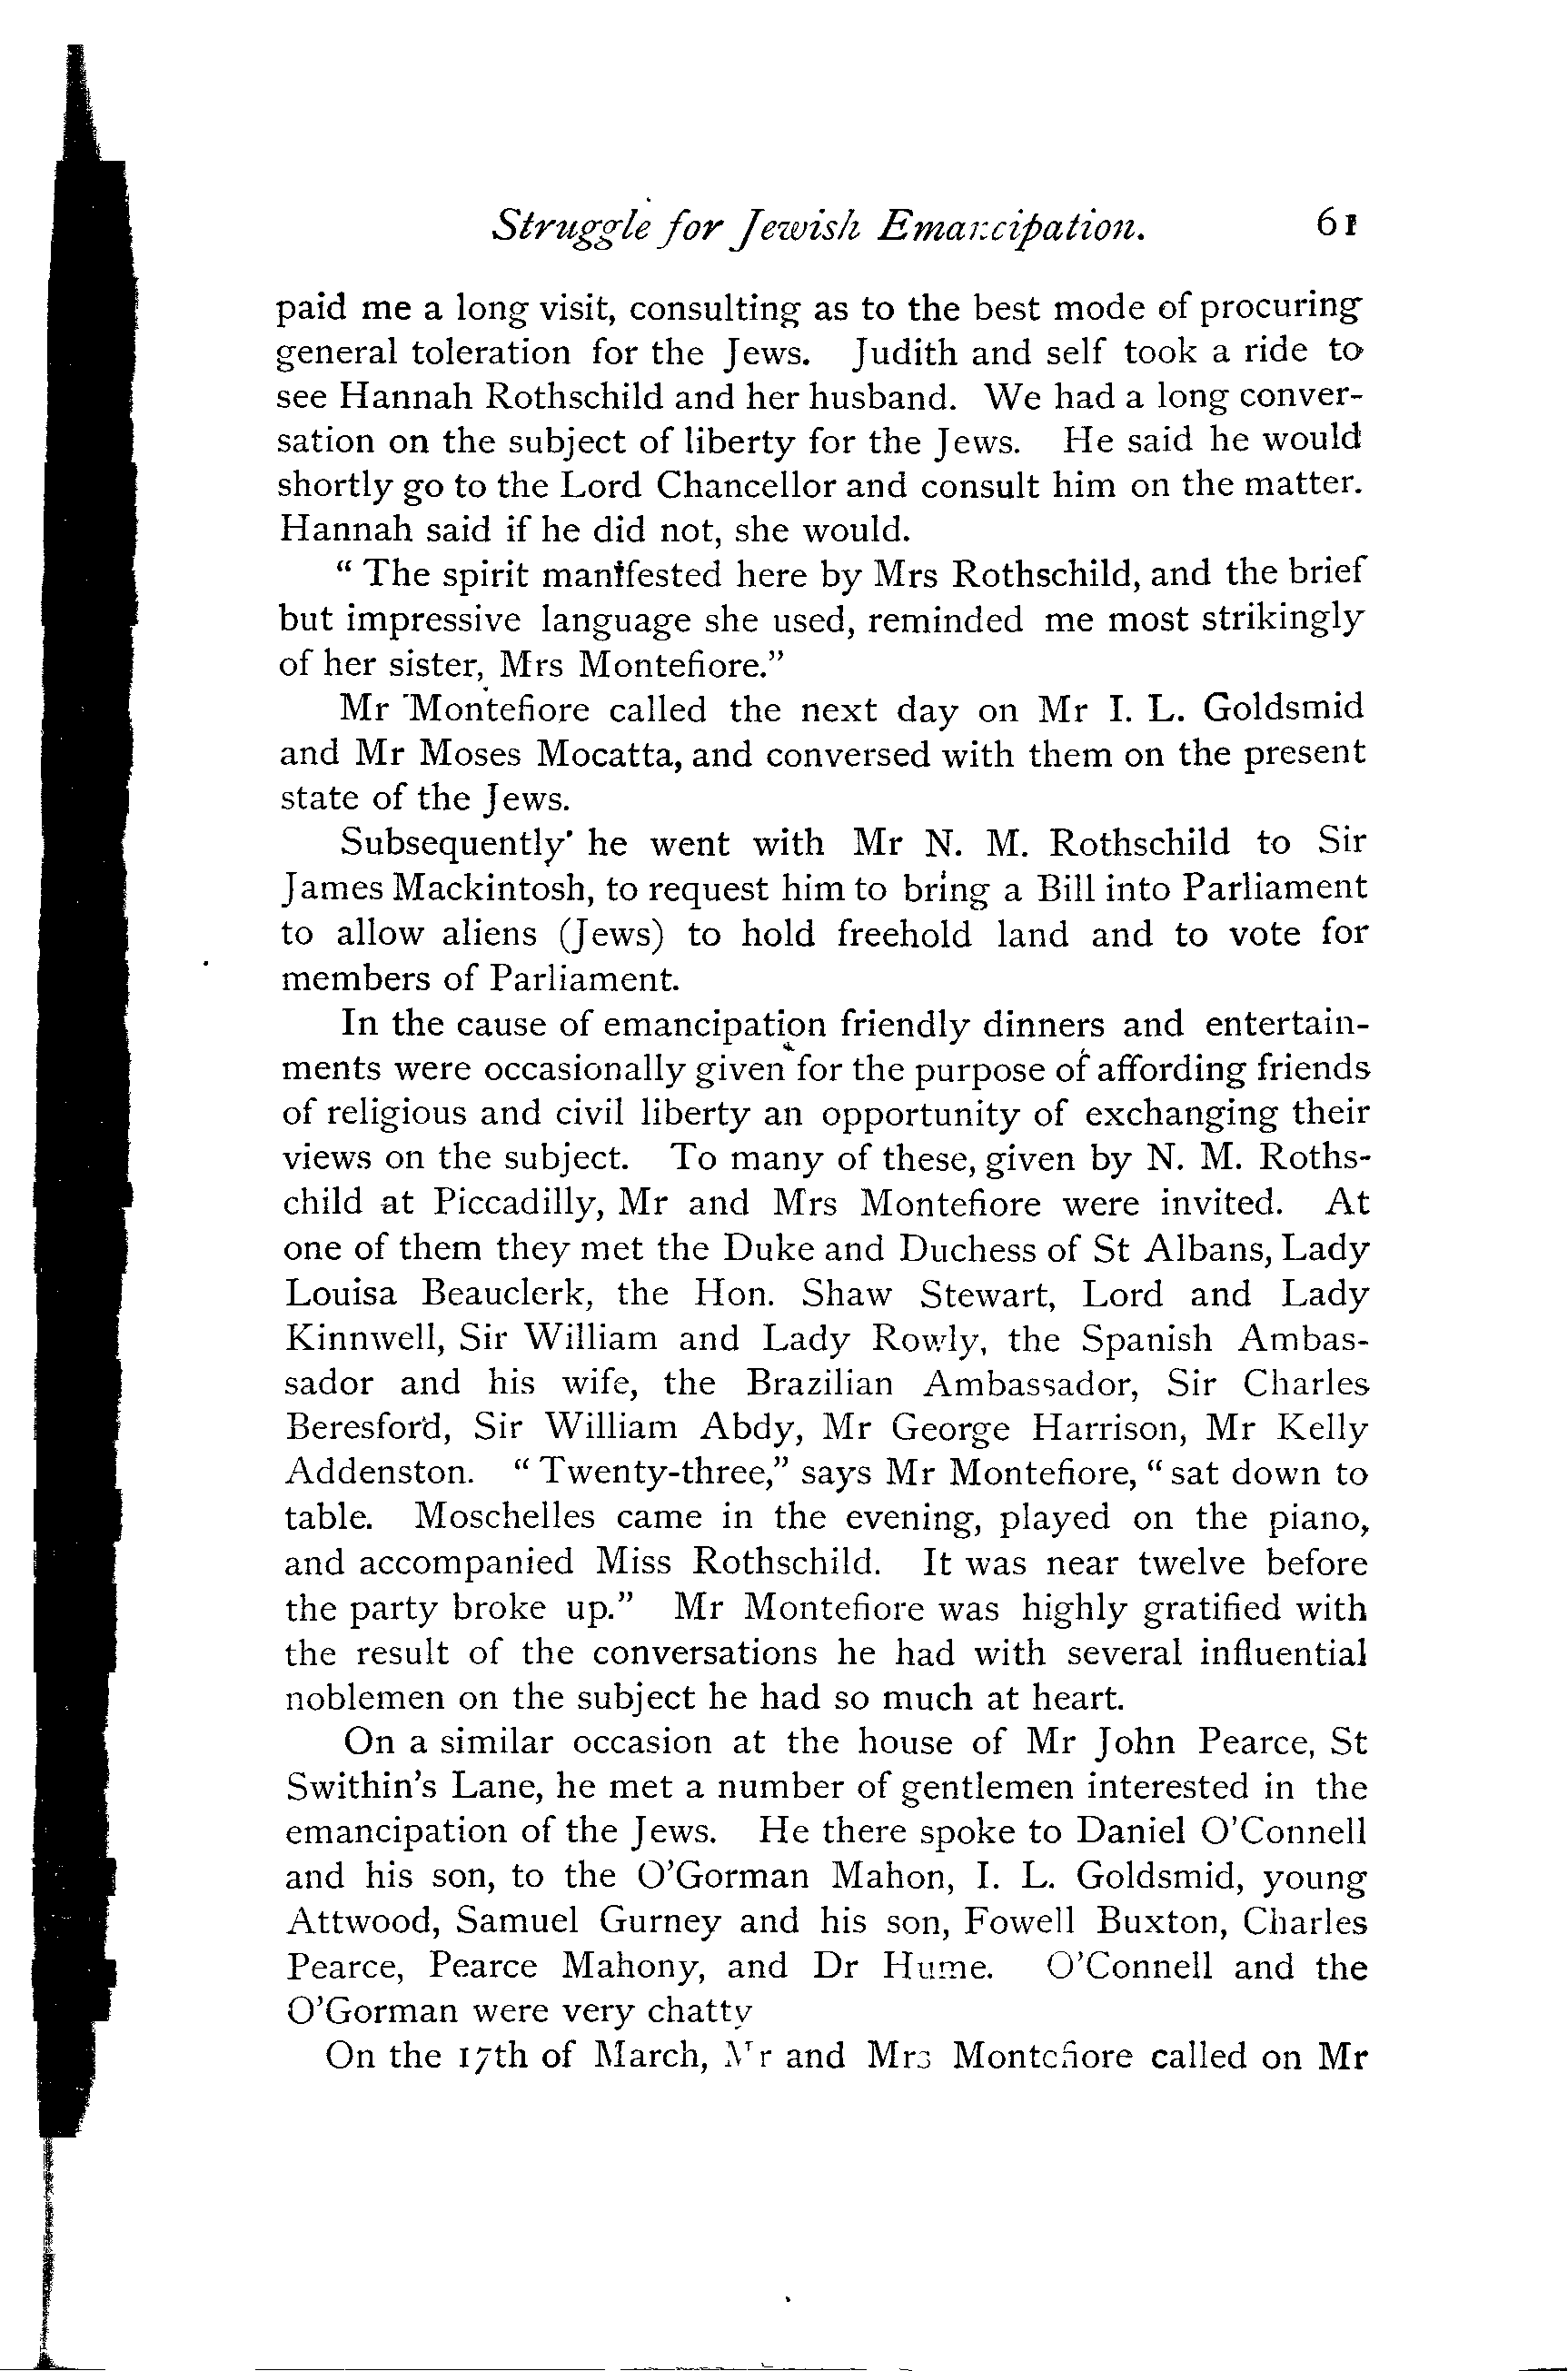 Struggle for Jewish Emancipation. 61
paid me a long visit, consulting as to the best mode of procuring
general toleration for the Jews. Judith and self took a ride to
see Hannah Rothschild and her husband. We had a long conver-
sation on the subject of liberty for the Jews. He said he would
shortly go to the Lord Chancellor and consult him on the matter.
Hannah said if he did not, she would.
“ The spirit manifested here by Mrs Rothschild, and the brief
but impressive language she used, reminded me most strikingly
of her sister, Mrs Montefiore.”
Mr Montefiore called the next day on Mr I. L. Goldsmid
and Mr Moses Mocatta, and conversed with them on the present
state of the Jews.
Subsequently he went with Mr N. M. Rothschild to Sir
James Mackintosh, to request him to bring a Bill into Parliament
to allow aliens (Jews) to hold freehold land and to vote for
members of Parliament.
In the cause of emancipation friendly dinners and entertain-
ments were occasionally given for the purpose of affording friends
of religious and civil liberty an opportunity of exchanging their
views on the subject. To many of these, given by N. M. Roths-
child at Piccadilly, Mr and Mrs Montefiore were invited. At
one of them they met the Duke and Duchess of St Albans, Lady
Louisa Beauclerk, the Hon. Shaw Stewart, Lord and Lady
Kinnwell, Sir William and Lady Rowly, the Spanish Ambas-
sador and his wife, the Brazilian Ambassador, Sir Charles
Beresford, Sir William Abdy, Mr George Harrison, Mr Kelly
Addenston. “ Twenty-three,” says Mr Montefiore, “ sat down to
table. Moschelles came in the evening, played on the piano,
and accompanied Miss Rothschild. It was near twelve before
the party broke up.” Mr Montefiore was highly gratified with
the result of the conversations he had with several influential
noblemen on the subject he had so much at heart.
On a similar occasion at the house of Mr John Pearce, St
Swithin’s Lane, he met a number of gentlemen interested in the
emancipation of the Jews. He there spoke to Daniel O’Connell
and his son, to the O’Gorman Mahon, I. L. Goldsmid, young
Attwood, Samuel Gurney and his son, Fowell Buxton, Charles
Pearce, Pearce Mahony, and Dr Hume. O’Connell and the
O’Gorman were very chatty
On the 17th of March, Mr and Mrs Montefiore called on Mr